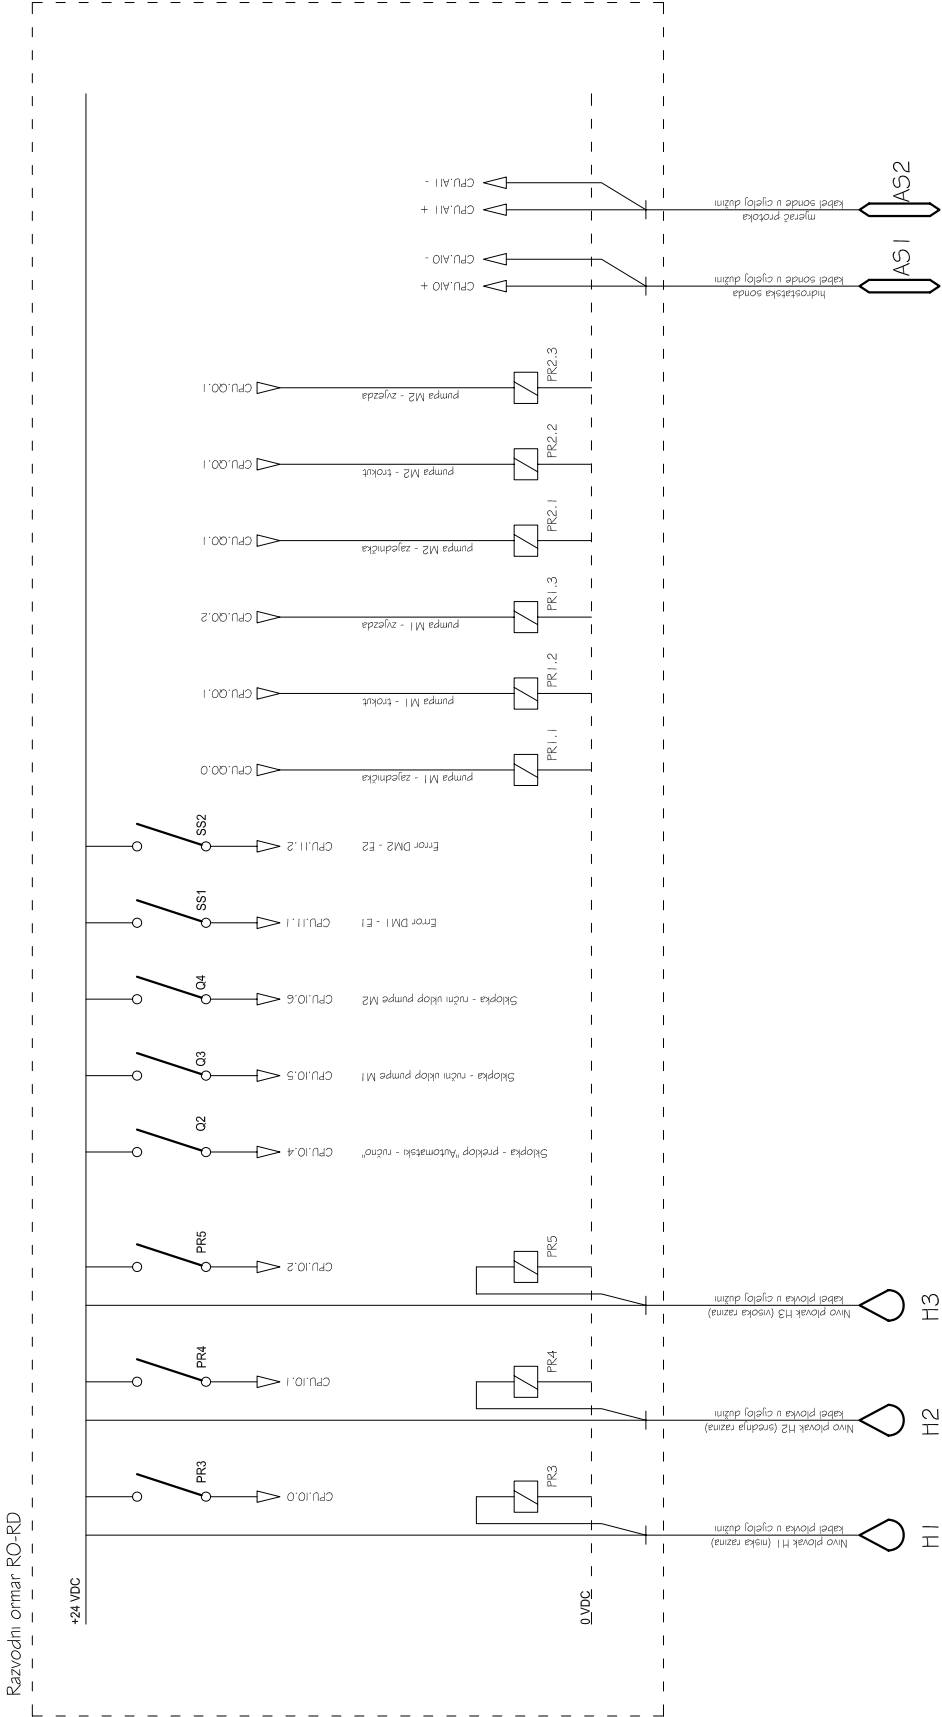 Razvodni ormar RO-RD
+24 VDC
0 VDC
Nivo plovak H1 (niska razina)
kabel plovka u cijeloj dužini
H1
PR3
CPU.I0.0
PR3
Nivo plovak H2 (srednja razina)
kabel plovka u cijeloj dužini
H2
PR4
CPU.I0.1
PR4
Nivo plovak H3 (visoka razina)
kabel plovka u cijeloj dužini
H3
PR5
CPU.I0.2
PR5
Q2
CPU.I0.4
Sklopka - preklop "Automatski - ručno"
Q3
CPU.I0.5
Sklopka - ručni uklop pumpe M1
Q4
CPU.I0.6
Sklopka - ručni uklop pumpe M2
SS1
CPU.I1.1
Error DM1 - E1
SS2
CPU.I1.2
Error DM2 - E2
CPU.Q0.0
pumpa M1 - zajednička
PR1.1
CPU.Q0.1
pumpa M1 - trokut
PR1.2
CPU.Q0.2
pumpa M1 - zvjezda
PR1.3
CPU.Q0.1
pumpa M2 - zajednička
PR2.1
CPU.Q0.1
pumpa M2 - trokut
PR2.2
CPU.Q0.1
pumpa M2 - zvjezda
PR2.3
CPU.AI0 +
CPU.AI0 -
hidrostatska sonda
kabel sonde u cijeloj dužini
AS1
CPU.AI1 +
CPU.AI1 -
mjerač protoka
kabel sonde u cijeloj dužini
AS2